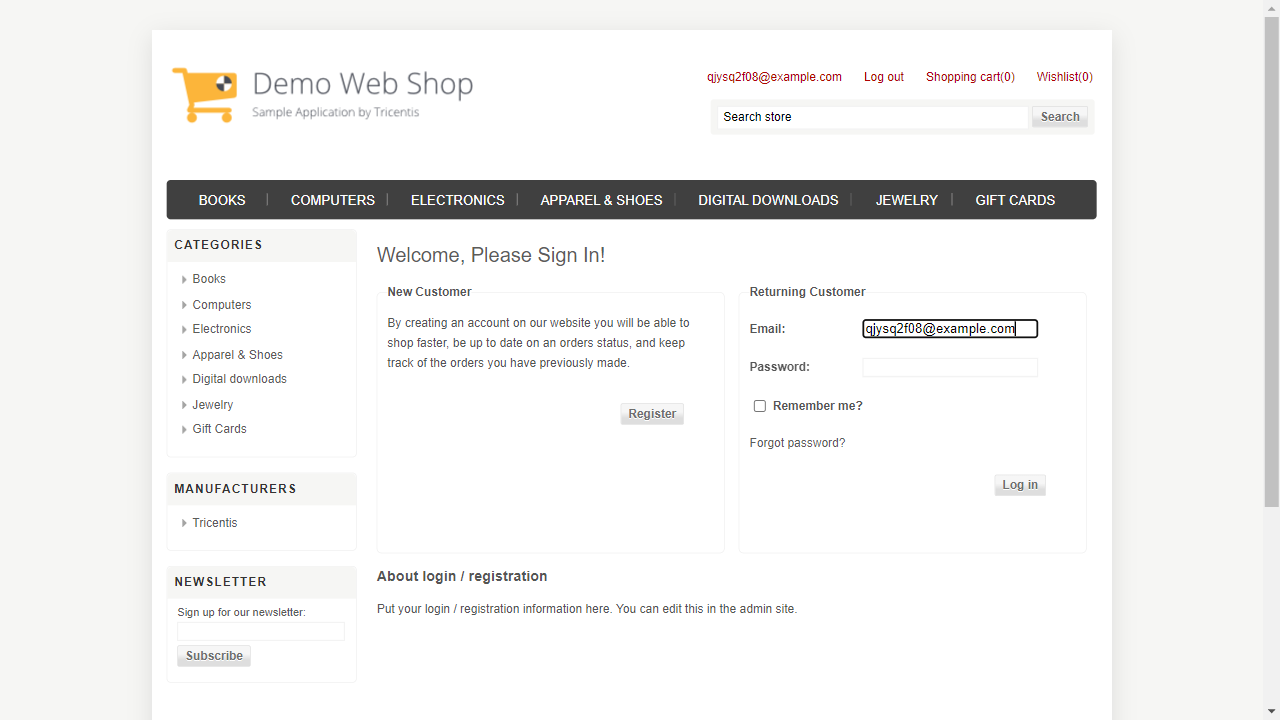 Demo Web Shop
Sample Application by Tricentis
qjysq2f08@example.com Log out Shopping cart(0) Wishlist(0)
Search store Search
BOOKS COMPUTERS ELECTRONICS APPAREL & SHOES DIGITAL DOWNLOADS JEWELRY GIFT CARDS
CATEGORIES
Books
Computers
Electronics
Apparel & Shoes
Digital downloads
Jewelry
Gift Cards
MANUFACTURERS
Tricentis
NEWSLETTER
Sign up for our newsletter:
Subscribe
Welcome, Please Sign In!
New Customer
By creating an account on our website you will be able to
shop faster, be up to date on an orders status, and keep
track of the orders you have previously made.
Register
Returning Customer
Email: qjysq2f08@example.com
Password:
Remember me?
Forgot password?
Log in
About login / registration
Put your login / registration information here. You can edit this in the admin site.